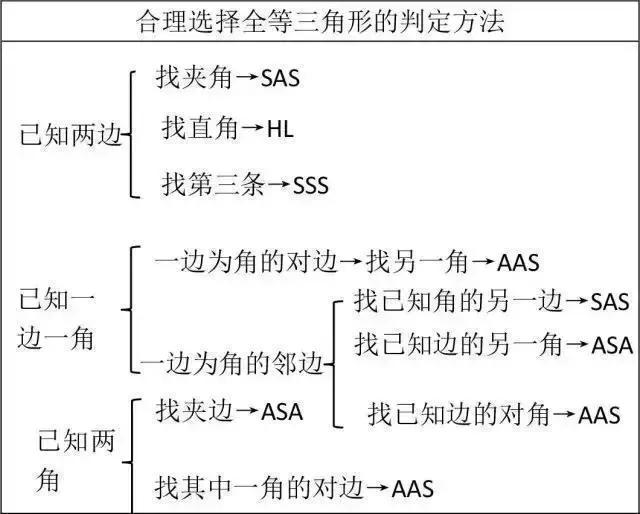 合理选择全等三角形的判定方法
已知两边
找夹角→SAS
找直角→HL
找第三条→SSS
已知一
边一角
一边为角的对边→找另一角→AAS
一边为角的邻边
找已知角的另一边→SAS
找已知边的另一角→ASA
找已知边的对角→AAS
已知两
角
找夹边→ASA
找其中一角的对边→AAS